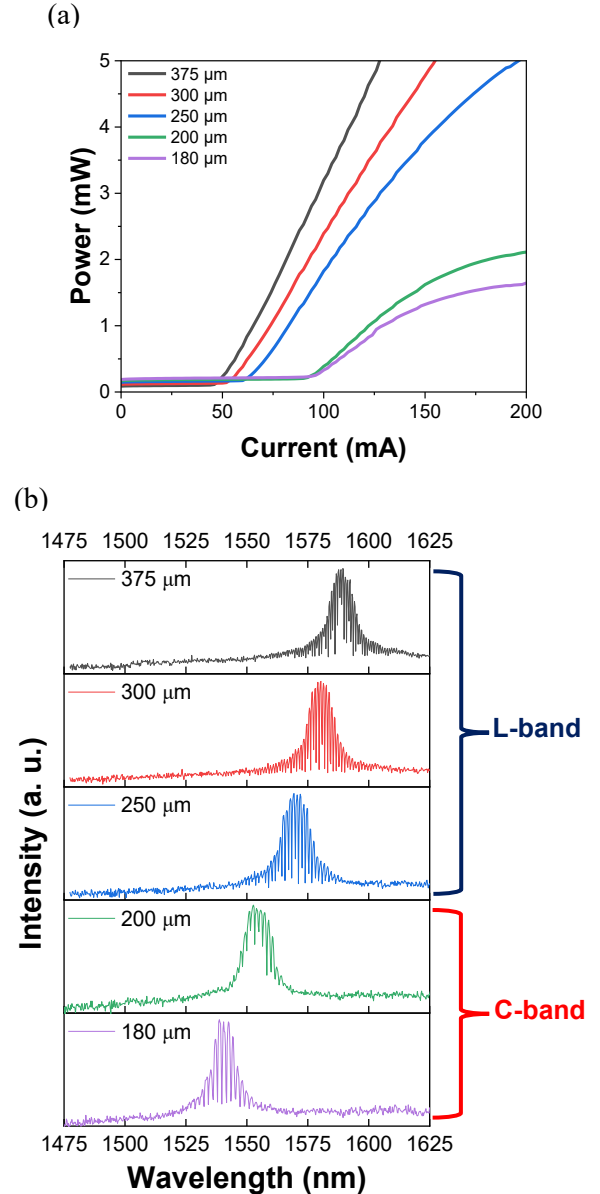 (a)
375 µm
300 µm
250 µm
200 µm
180 µm
5
4
3
2
1
0
Power (mW)
0 50 100 150 200
Current (mA)
(b)
1475 1500 1525 1550 1575 1600 1625
375 µm
300 µm
250 µm
200 µm
180 µm
L-band
C-band
Intensity (a. u.)
1475 1500 1525 1550 1575 1600 1625
Wavelength (nm)